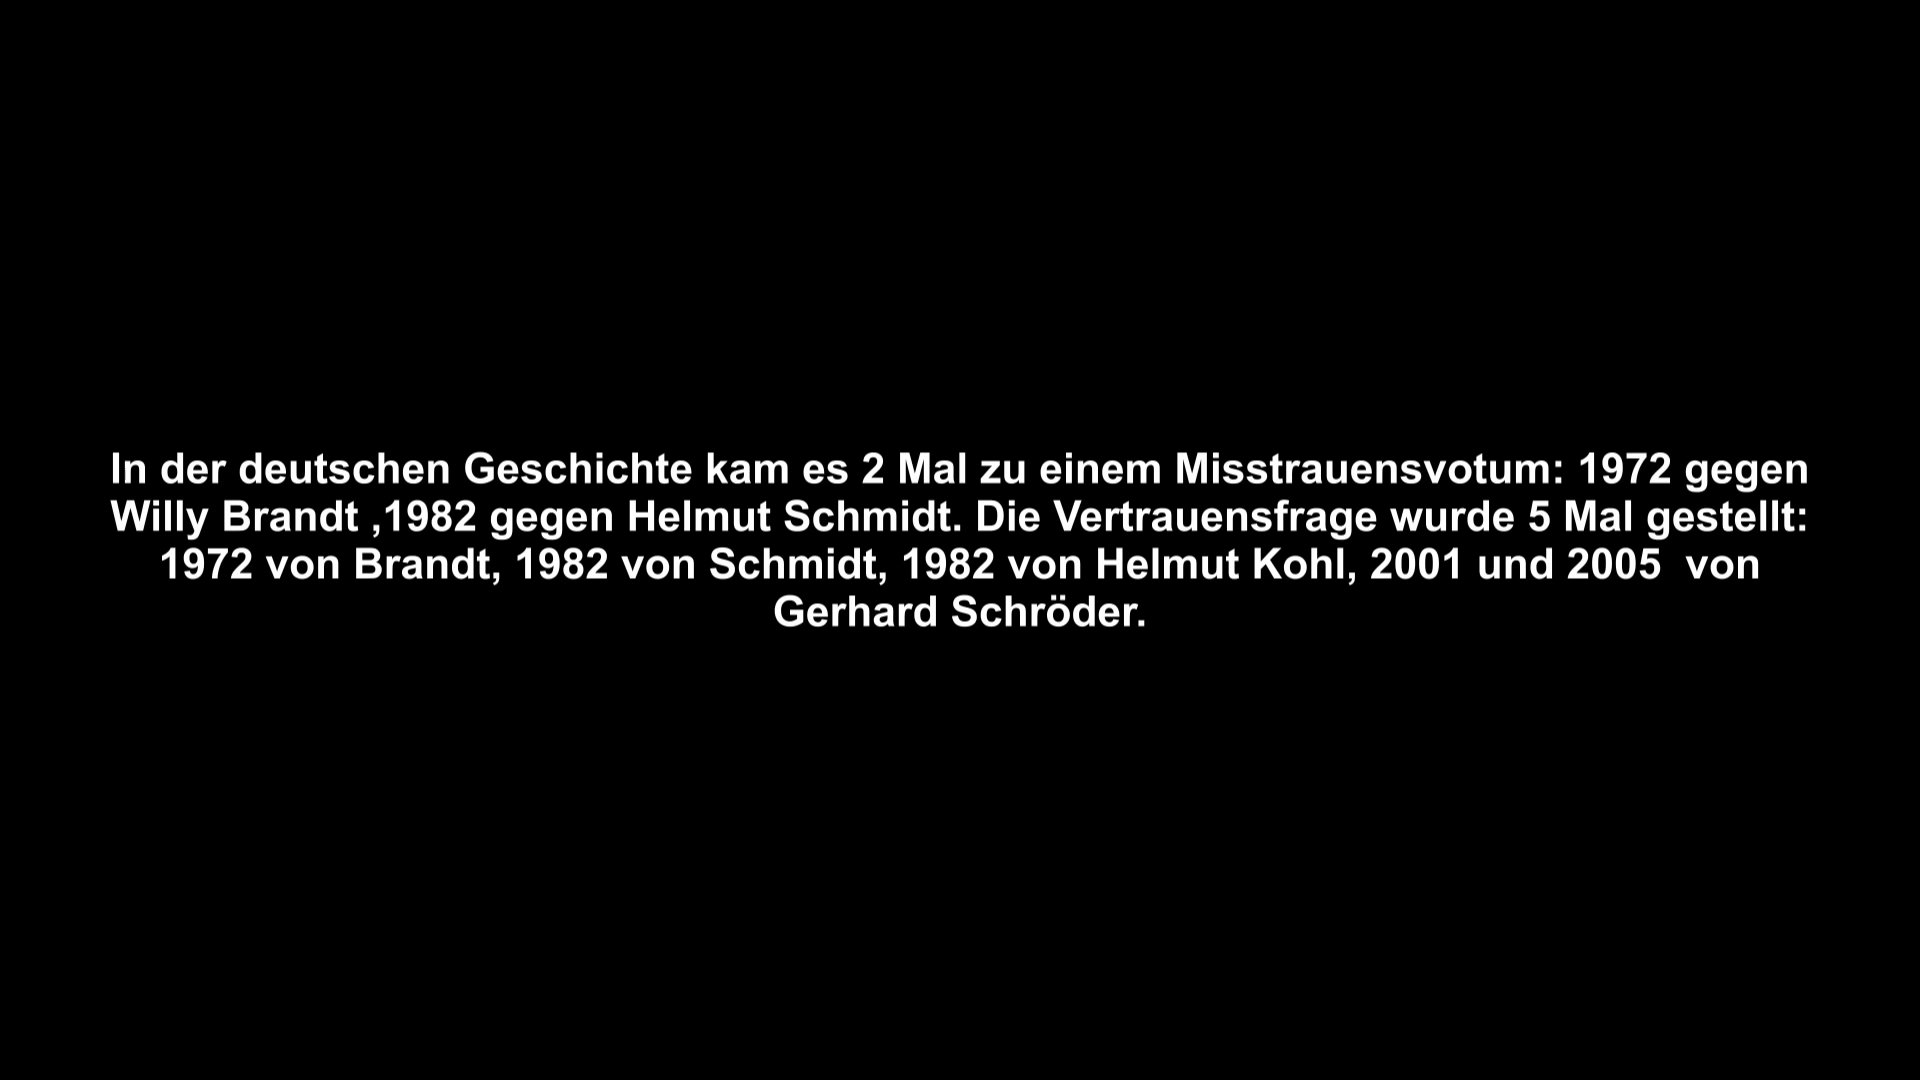 In der deutschen Geschichte kam es 2 Mal zu einem Misstrauensvotum: 1972 gegen
Willy Brandt ,1982 gegen Helmut Schmidt. Die Vertrauensfrage wurde 5 Mal gestellt:
1972 von Brandt, 1982 von Schmidt, 1982 von Helmut Kohl, 2001 und 2005  von
Gerhard Schröder.